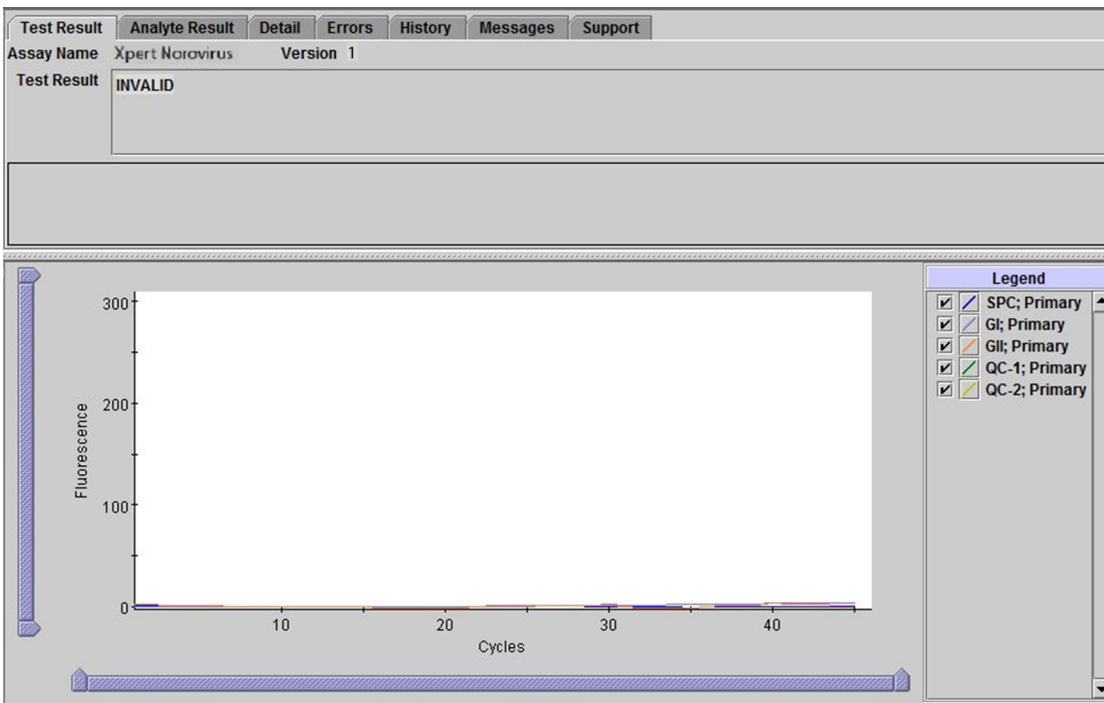 Test Result Analyte Result Detail Errors History Messages Support
Assay Name Xpert Norovirus Version 1
Test Result INVALID
Legend
SPC; Primary
GI; Primary
GII; Primary
QC-1; Primary
QC-2; Primary
300
200
100
0
Fluorescence
10 20 30 40
Cycles